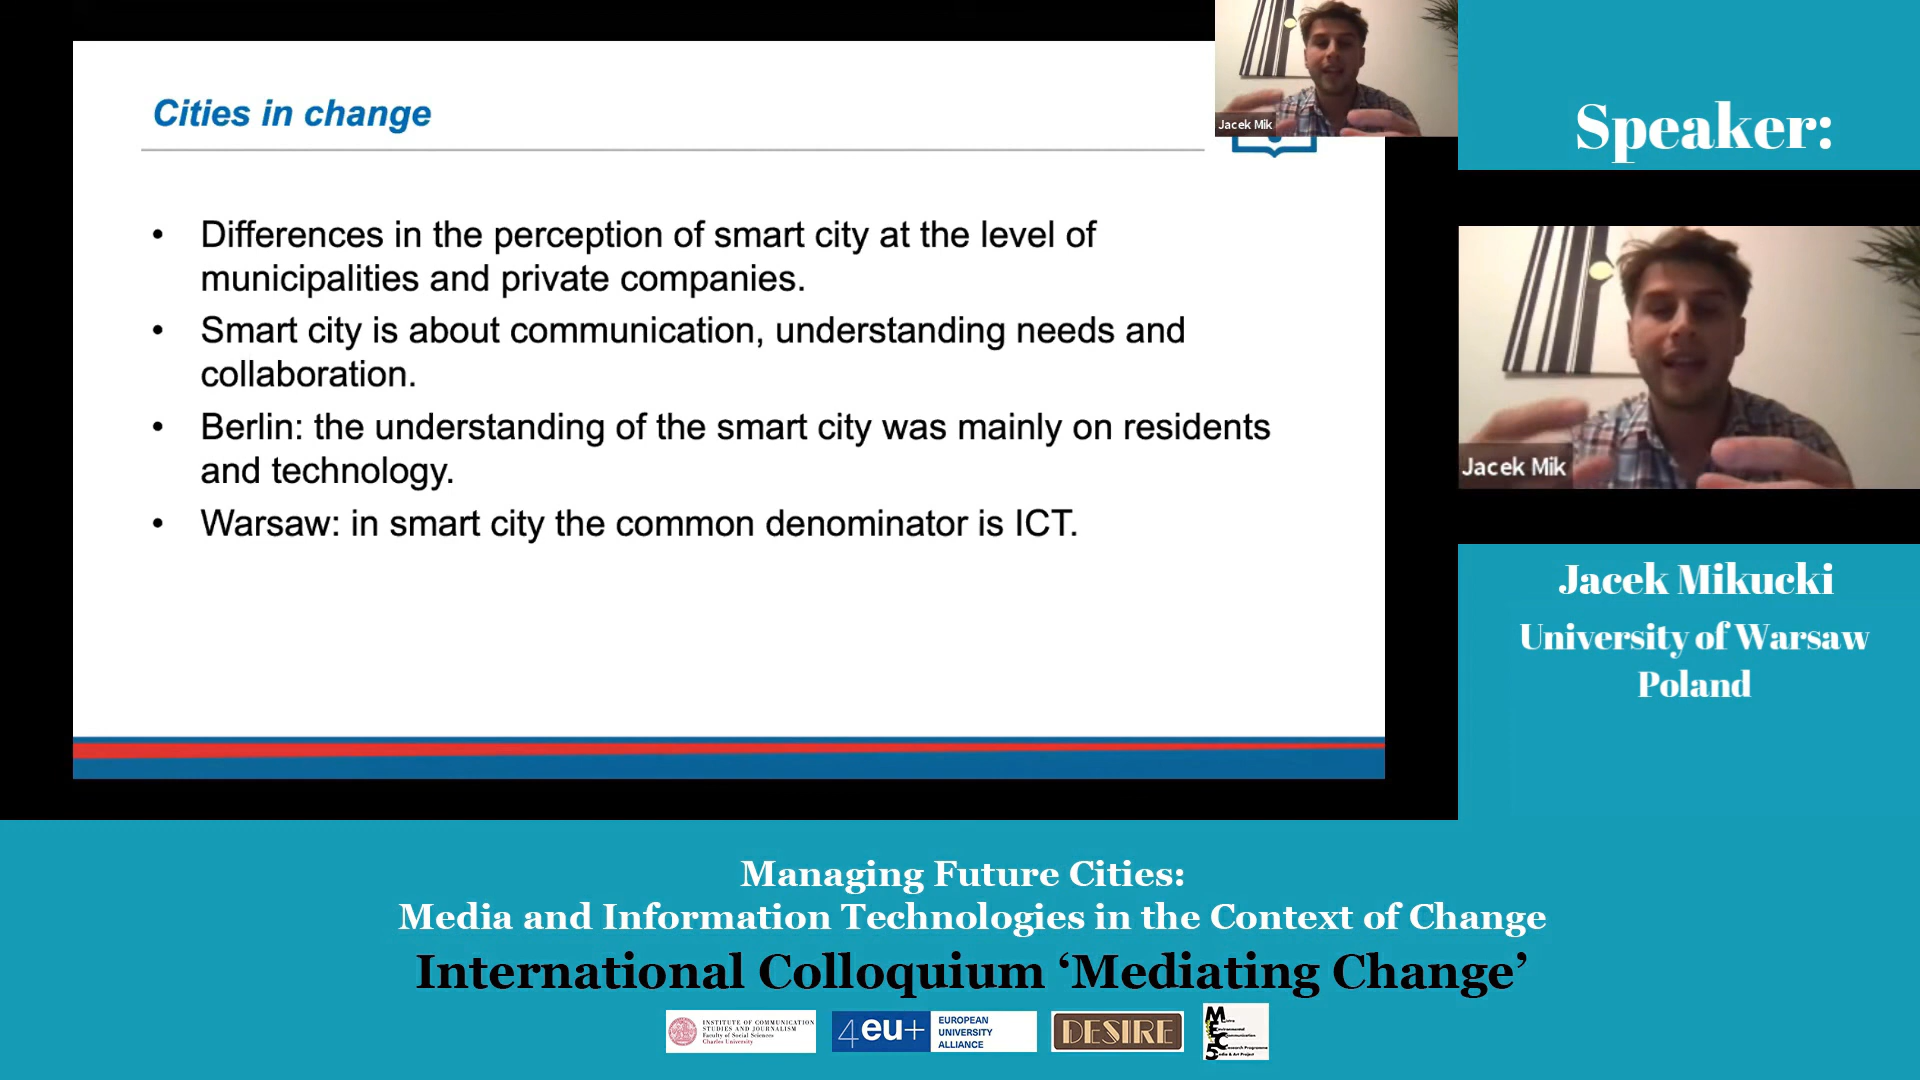 Cities in change
• Differences in the perception of smart city at the level of
municipalities and private companies.
• Smart city is about communication, understanding needs and
collaboration.
• Berlin: the understanding of the smart city was mainly on residents
and technology.
• Warsaw: in smart city the common denominator is ICT.
Jacek Mik
Speaker:
Jacek Mik
Jacek Mikucki
University of Warsaw
Poland
Managing Future Cities:
Media and Information Technologies in the Context of Change
International Colloquium ‘Mediating Change’
INSTITUTE OF COMMUNICATION
STUDIES AND JOURNALISM
Faculty of Social Sciences
Charles University
4eu+
EUROPEAN
UNIVERSITY
ALLIANCE
DESIRE